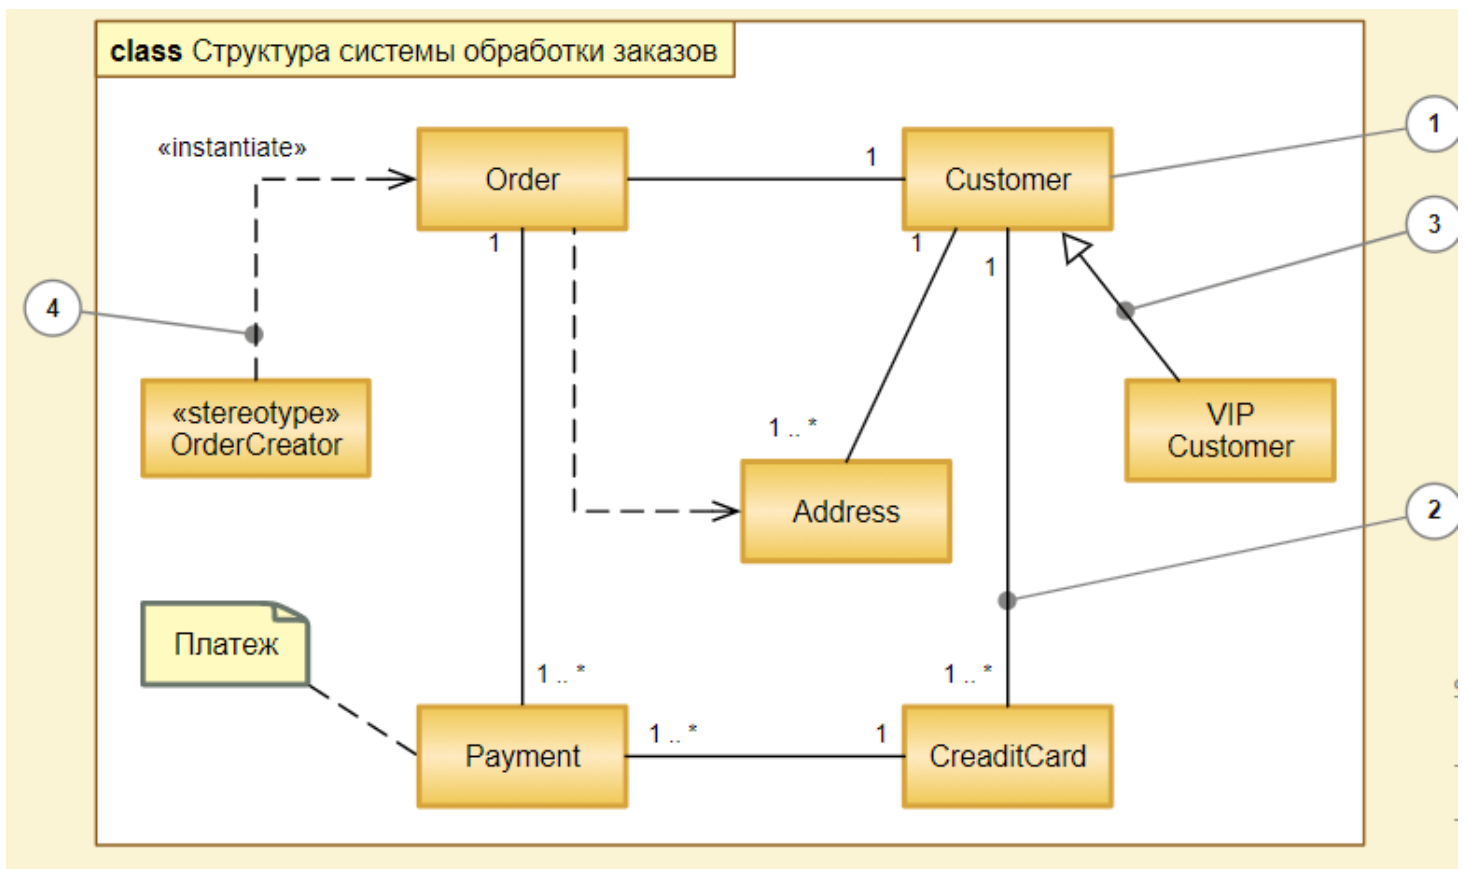 class Структура системы обработки заказов
«instantiate»
Order
1
Customer
1
3
1
1
1
4
«stereotype»
OrderCreator
VIP
Customer
1 .. *
Address
2
Платеж
1 .. *
1 .. *
Payment
1 .. *
1
CreaditCard